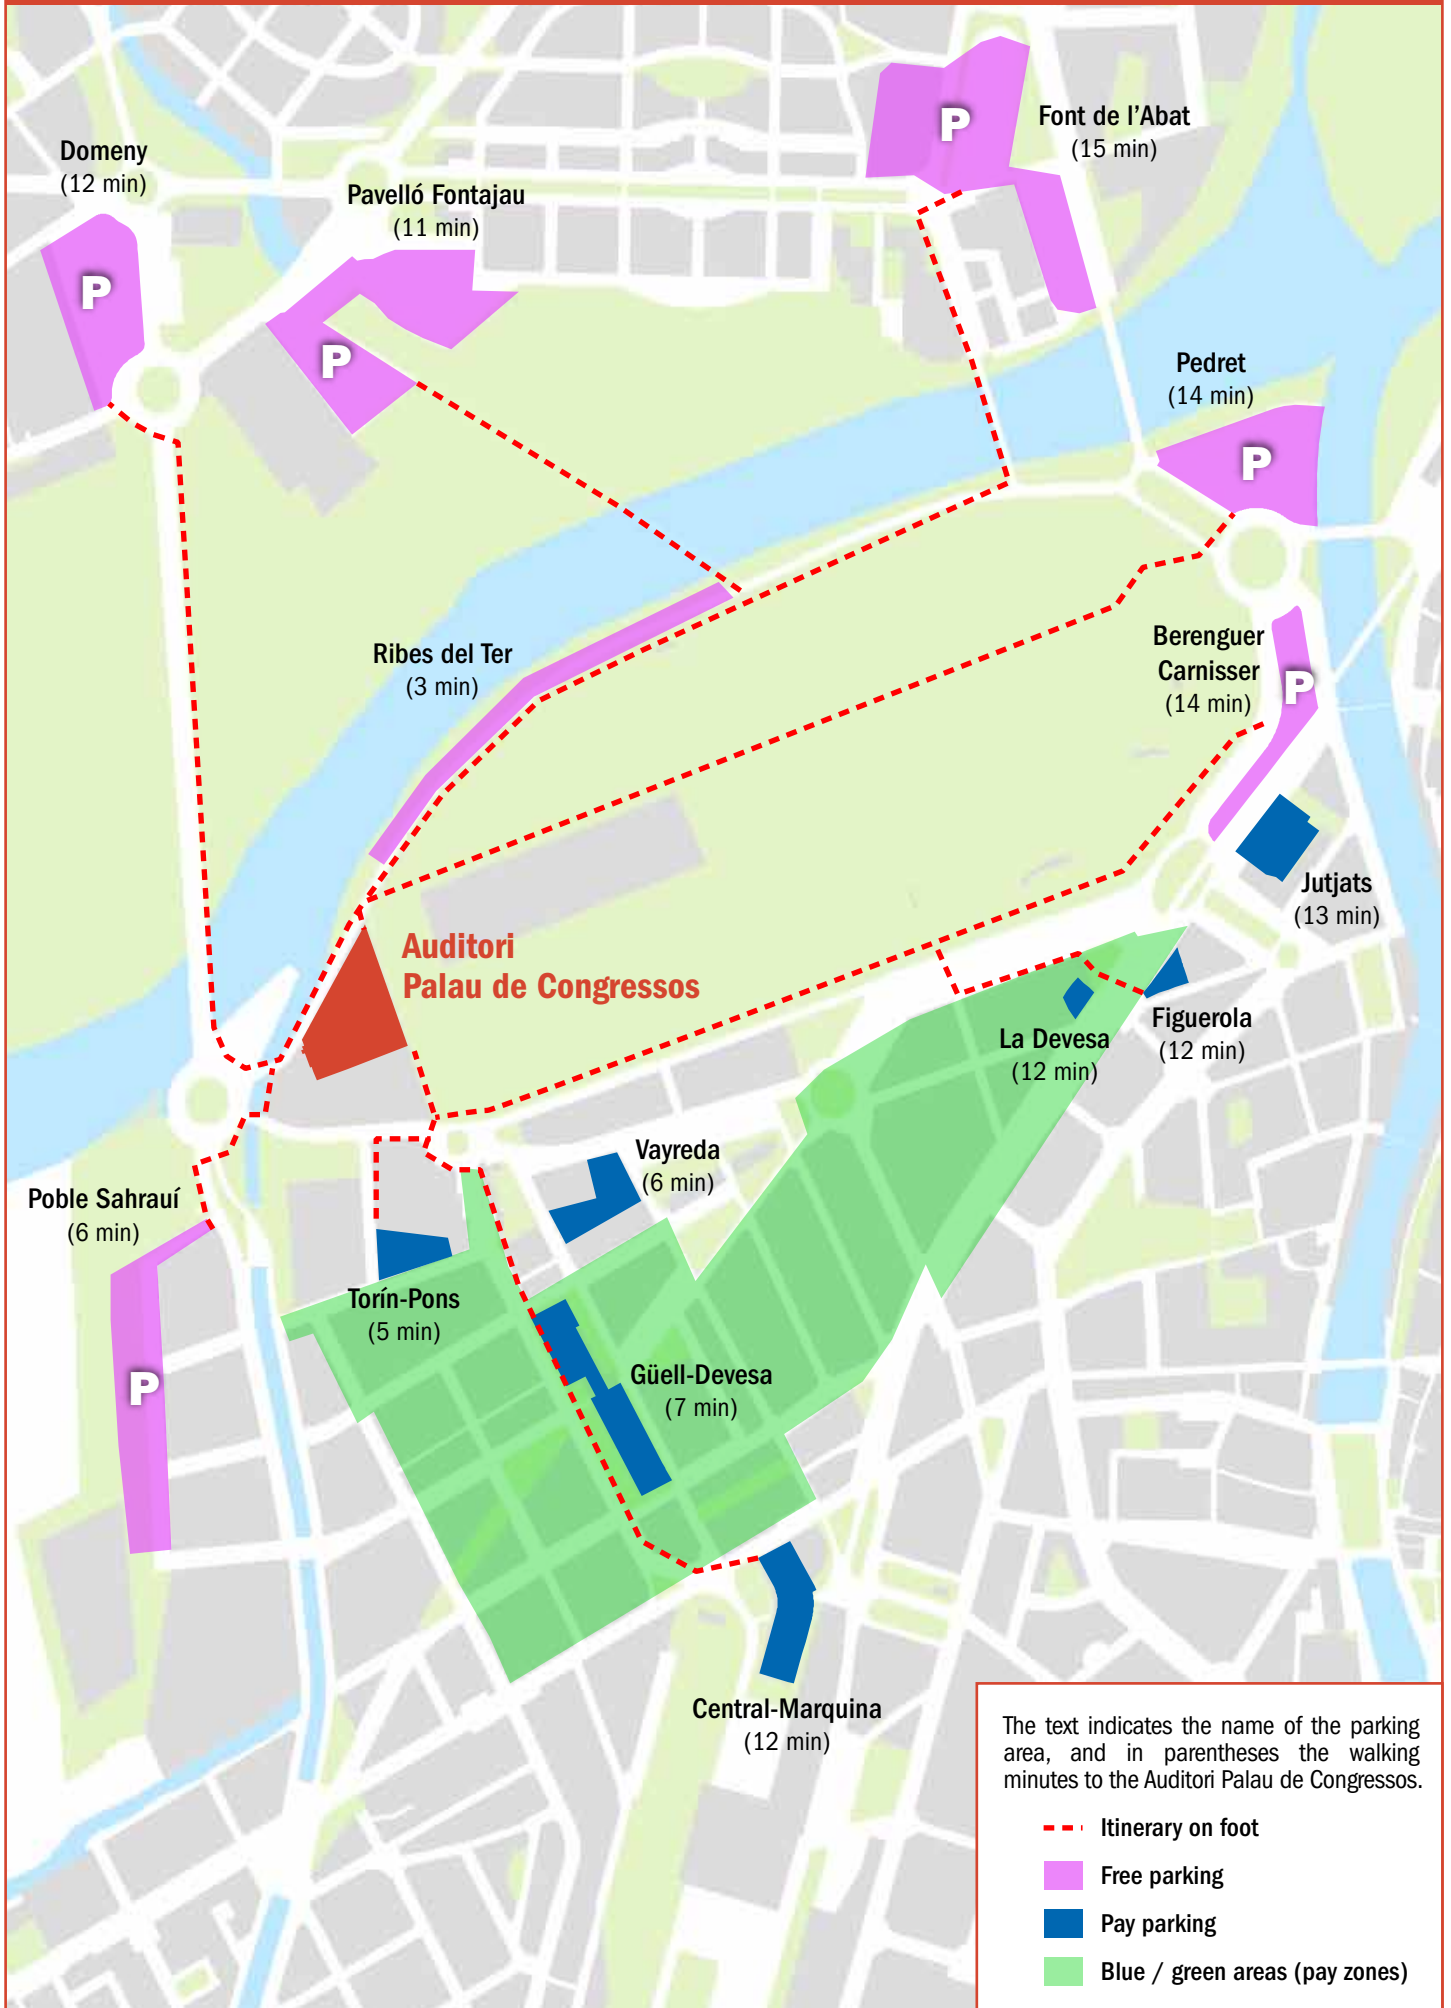 Domeny
(12 min)
Pavelló Fontajau
(11 min)
P
Font de l'Abat
(15 min)
P
P
Pedret
(14 min)
P
Ribes del Ter
(3 min)
Berenguer
Carnisser
(14 min)
P
Jutjats
(13 min)
Auditori
Palau de Congressos
La Devesa
(12 min)
Figuerola
(12 min)
Vayreda
(6 min)
Poble Sahrauí
(6 min)
P
Torín-Pons
(5 min)
Güell-Devesa
(7 min)
Central-Marquina
(12 min)
The text indicates the name of the parking
area, and in parentheses the walking
minutes to the Auditori Palau de Congressos.
Itinerary on foot
Free parking
Pay parking
Blue / green areas (pay zones)